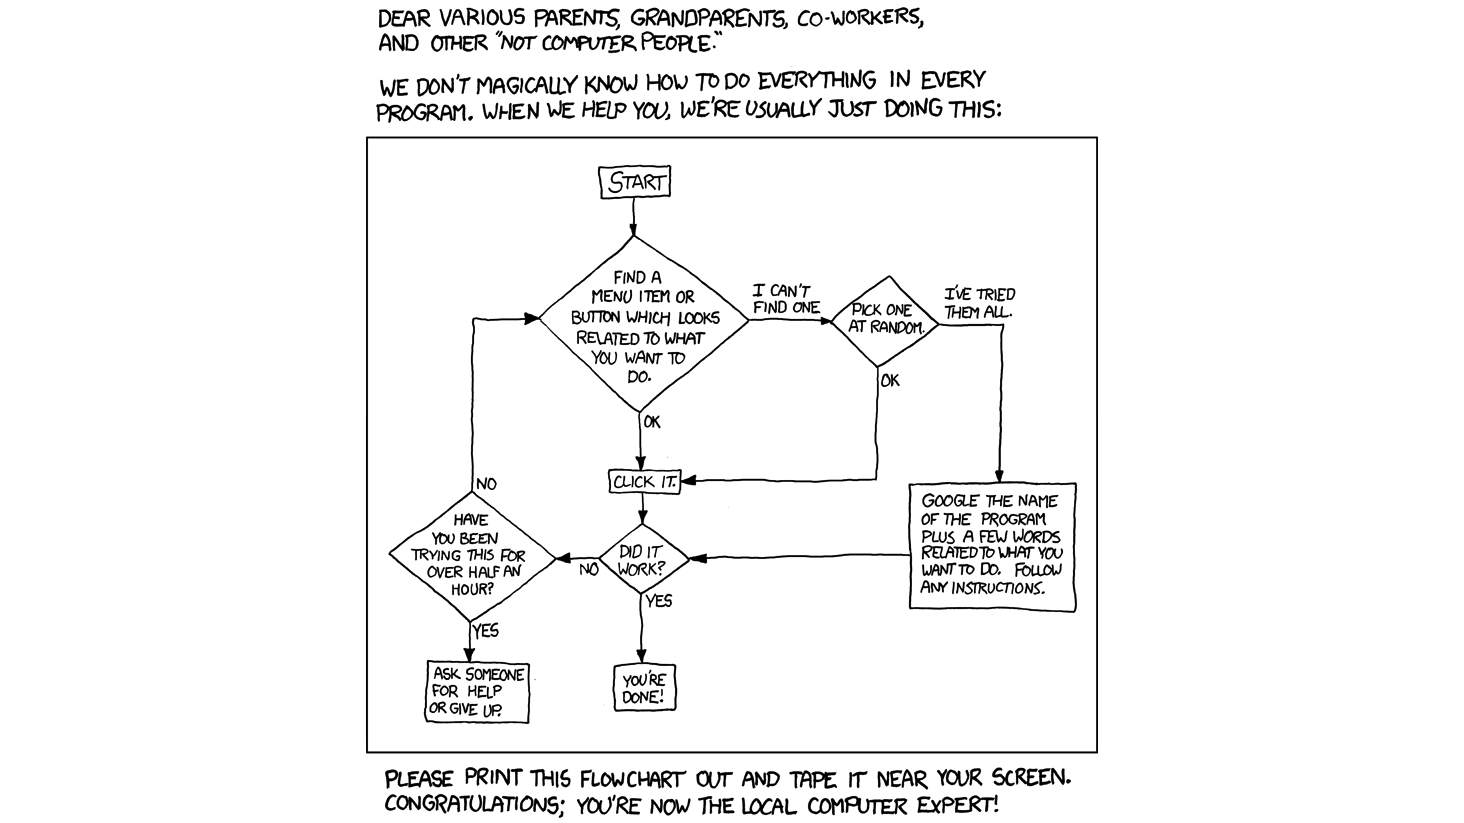 DEAR VARIOUS PARENTS, GRANDPARENTS, CO-WORKERS,
AND OTHER "NOT COMPUTER PEOPLE."
WE DON'T MAGICALLY KNOW HOW TO DO EVERYTHING IN EVERY
PROGRAM. WHEN WE HELP YOU, WE'RE USUALLY JUST DOING THIS:
START
FIND A
MENU ITEM OR
BUTTON WHICH LOOKS
RELATED TO WHAT
YOU WANT TO
DO.
I CAN'T
FIND ONE
PICK ONE
AT RANDOM.
I'VE TRIED
THEM ALL.
OK
OK
CLICK IT.
NO
HAVE
YOU BEEN
TRYING THIS FOR
OVER HALF AN
HOUR?
NO
DID IT
WORK?
GOOGLE THE NAME
OF THE PROGRAM
PLUS A FEW WORDS
RELATED TO WHAT YOU
WANT TO DO. FOLLOW
ANY INSTRUCTIONS.
YES
YES
ASK SOMEONE
FOR HELP
OR GIVE UP.
YOU'RE
DONE!
PLEASE PRINT THIS FLOWCHART OUT AND TAPE IT NEAR YOUR SCREEN.
CONGRATULATIONS; YOU'RE NOW THE LOCAL COMPUTER EXPERT!